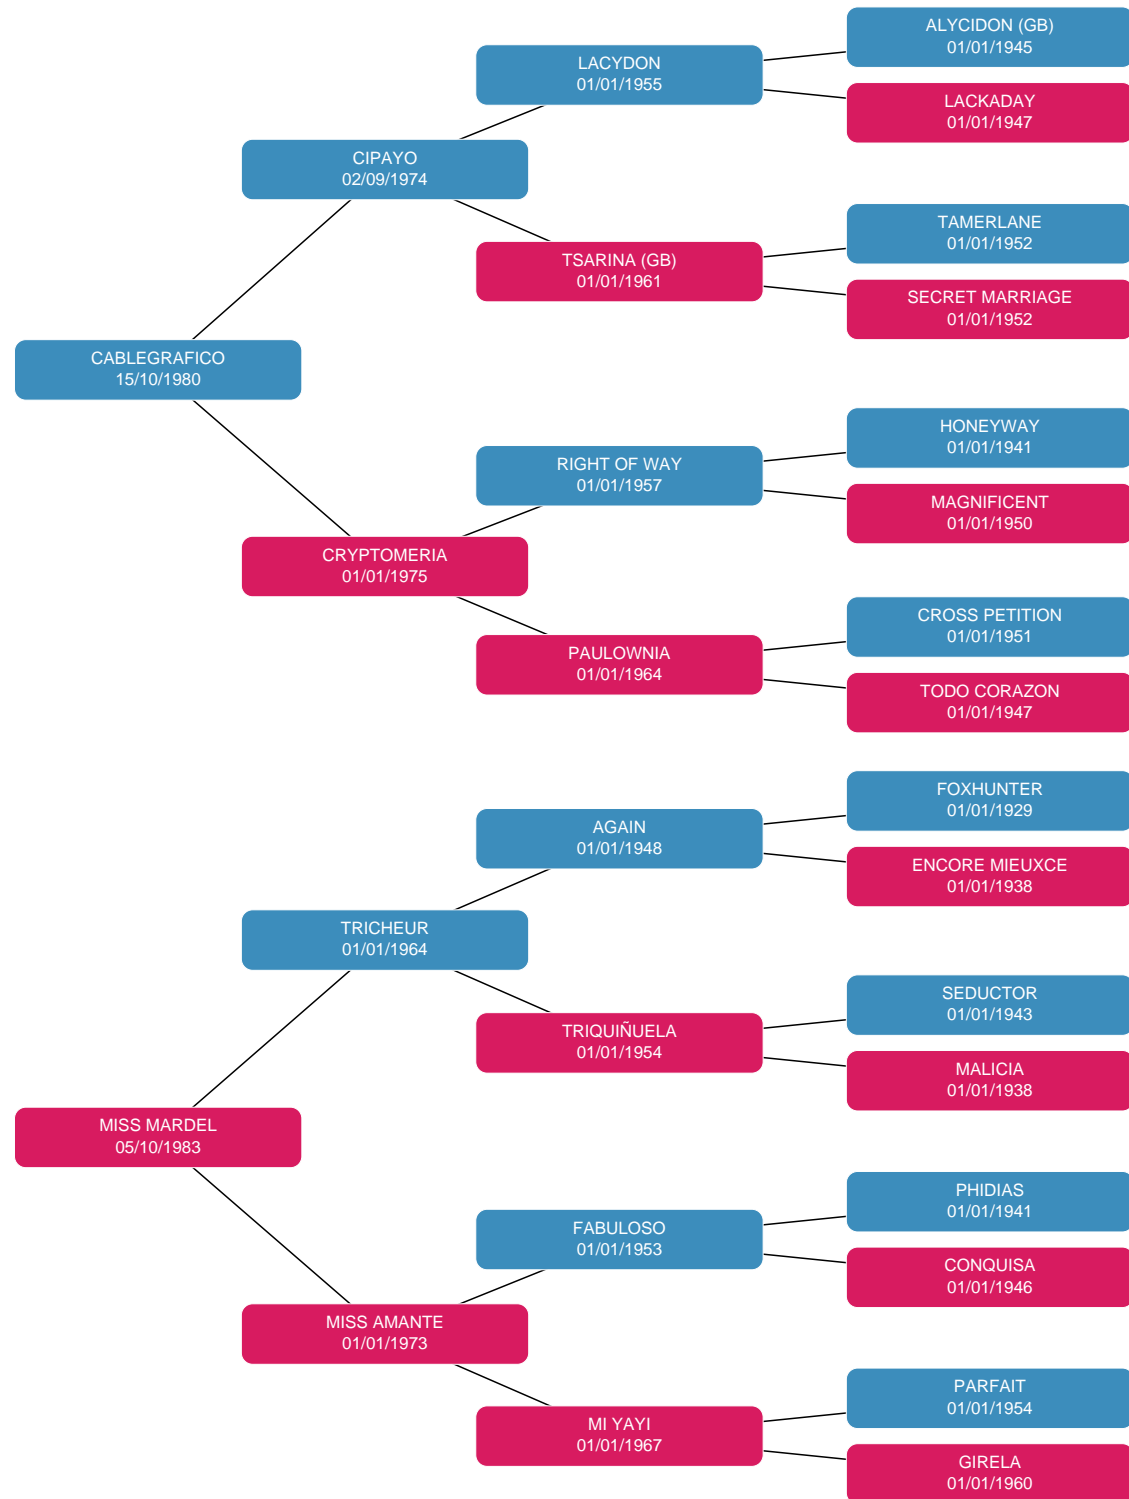 ALYCIDON (GB)
01/01/1945
LACYDON
01/01/1955
LACKADAY
01/01/1947
CIPAYO
02/09/1974
TAMERLANE
01/01/1952
TSARINA (GB)
01/01/1961
SECRET MARRIAGE
01/01/1952
CABLEGRAFICO
15/10/1980
HONEYWAY
01/01/1941
RIGHT OF WAY
01/01/1957
MAGNIFICENT
01/01/1950
CRYPTOMERIA
01/01/1975
CROSS PETITION
01/01/1951
PAULOWNIA
01/01/1964
TODO CORAZON
01/01/1947
FOXHUNTER
01/01/1929
AGAIN
01/01/1948
ENCORE MIEUXCE
01/01/1938
TRICHEUR
01/01/1964
SEDUCTOR
01/01/1943
TRIQUIÑUELA
01/01/1954
MALICIA
01/01/1938
MISS MARDEL
05/10/1983
PHIDIAS
01/01/1941
FABULOSO
01/01/1953
CONQUISA
01/01/1946
MISS AMANTE
01/01/1973
PARFAIT
01/01/1954
MI YAYI
01/01/1967
GIRELA
01/01/1960